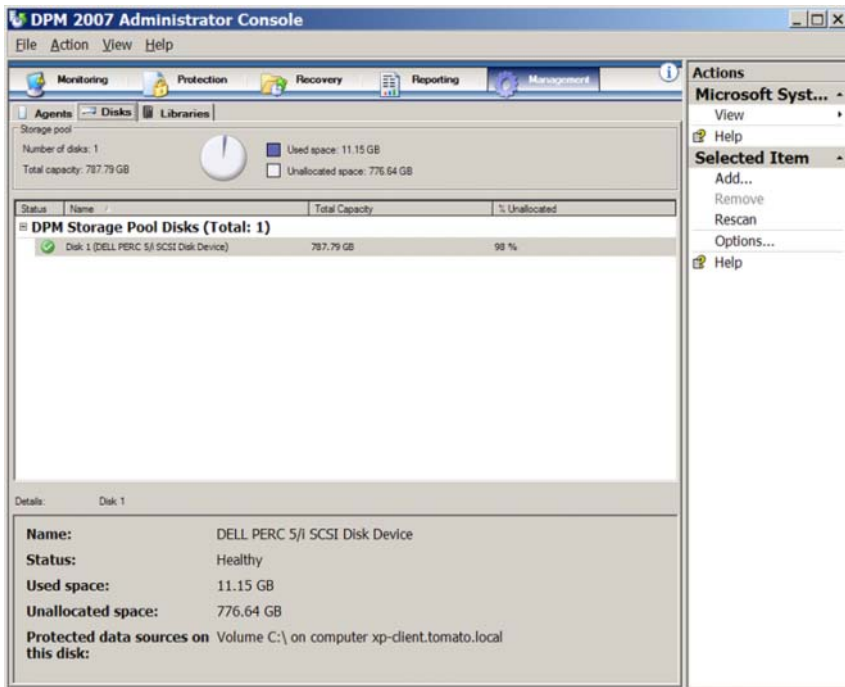 DPM 2007 Administrator Console
File Action View Help
Monitoring Protection Recovery Reporting Management
Agents Disks Libraries
Storage pool
Number of disks: 1
Total capacity: 787.79 GB
Used space: 11.15 GB
Unallocated space: 776.64 GB
Status Name Total Capacity % Unallocated
DPM Storage Pool Disks (Total: 1)
Disk 1 (DELL PERC 5/i SCSI Disk Device) 787.79 GB 98 %
Details: Disk 1
Name: DELL PERC 5/i SCSI Disk Device
Status: Healthy
Used space: 11.15 GB
Unallocated space: 776.64 GB
Protected data sources on Volume C:\ on computer xp-client.tomato.local
this disk:
Actions
Microsoft Syst...
View
Help
Selected Item
Add...
Remove
Rescan
Options...
Help